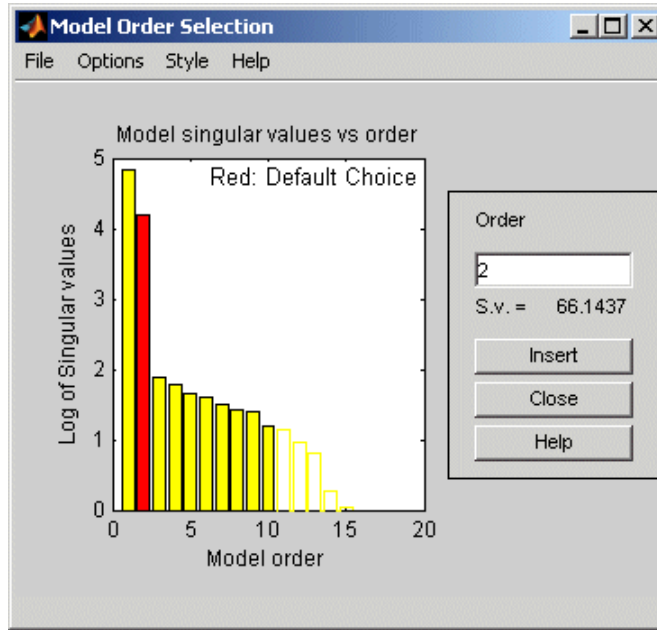 Model Order Selection
File Options Style Help
Model singular values vs order
Red: Default Choice
5
4
3
2
1
0
Log of Singular values
0 5 10 15 20
Model order
Order
2
S.v. = 66.1437
Insert
Close
Help